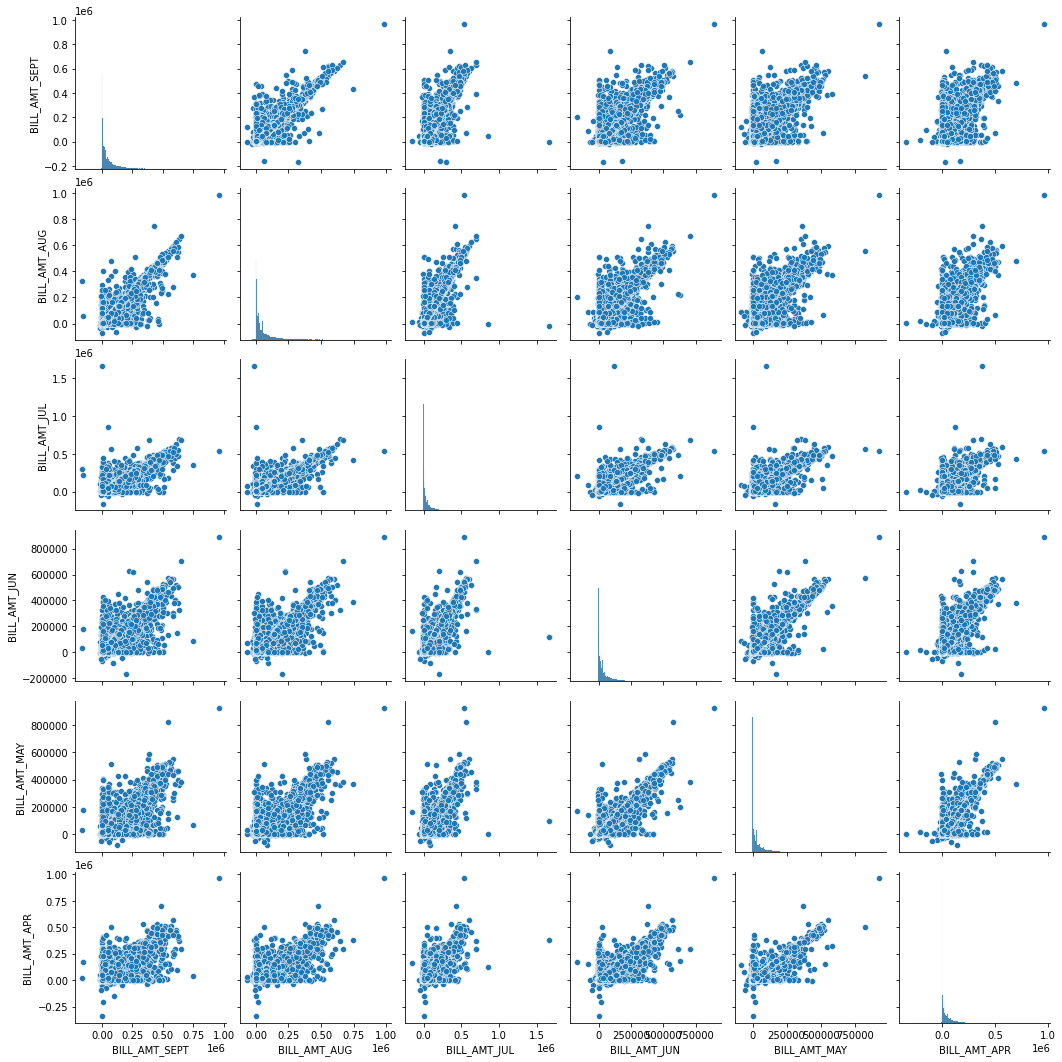 1e6
BILL_AMT_SEPT
1.0
0.8
0.6
0.4
0.2
0.0
−0.2
1e6
BILL_AMT_AUG
1.0
0.8
0.6
0.4
0.2
0.0
1e6
BILL_AMT_JUL
1.5
1.0
0.5
0.0
BILL_AMT_JUN
800000
600000
400000
200000
0
−200000
BILL_AMT_MAY
800000
600000
400000
200000
0
1e6
BILL_AMT_APR
1.00
0.75
0.50
0.25
0.00
−0.25
0.00 0.25 0.50 0.75 1.00
BILL_AMT_SEPT 1e6
0.00 0.25 0.50 0.75 1.00
BILL_AMT_AUG 1e6
0.0 0.5 1.0 1.5
BILL_AMT_JUL 1e6
0 250000 500000 750000
BILL_AMT_JUN
0 250000 500000 750000
BILL_AMT_MAY
0.0 0.5 1.0
BILL_AMT_APR 1e6